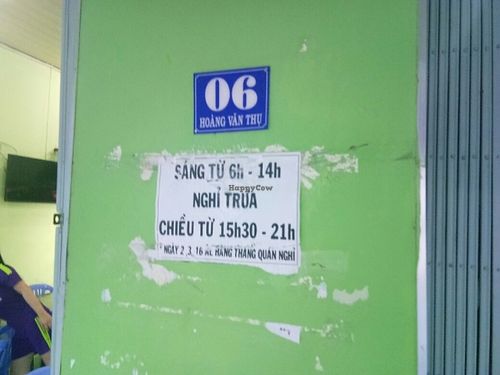 06
HOÀNG VĂN THỤ
SÁNG TỪ 6h - 14h
HappyCow
NGHỈ TRƯA
CHIỀU TỪ 15h30 - 21h
NGÀY 2, 3, 16 AL HÀNG THÁNG QUÁN NGHỈ